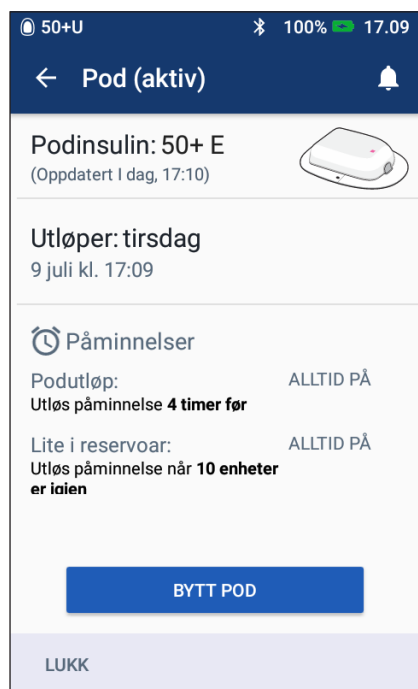 50+U 100% 17.09
Pod (aktiv)
Podinsulin: 50+ E
(Oppdatert I dag, 17:10)
Utløper: tirsdag
9 juli kl. 17:09
Påminnelser
Podutløp: ALLTID PÅ
Utløs påminnelse 4 timer før
Lite i reservoar: ALLTID PÅ
Utløs påminnelse når 10 enheter
er igjen
BYTT POD
LUKK